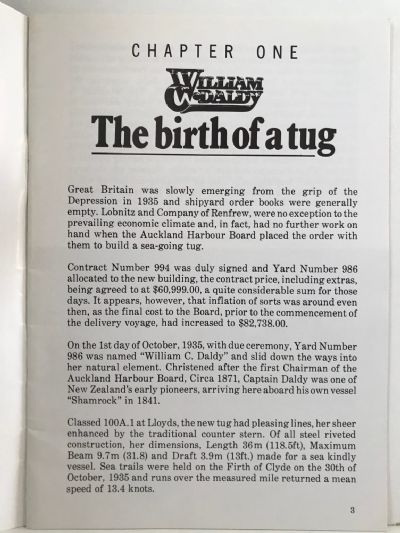 CHAPTER ONE
WILLIAM
C. DALDY
The birth of a tug
Great Britain was slowly emerging from the grip of the
Depression in 1935 and shipyard order books were generally
empty. Lobnitz and Company of Renfrew, were no exception to the
prevailing economic climate and, in fact, had no further work on
hand when the Auckland Harbour Board placed the order with
them to build a sea-going tug.
Contract Number 994 was duly signed and Yard Number 986
allocated to the new building, the contract price, including extras,
being agreed to at $60,999.00, a quite considerable sum for those
days. It appears, however, that inflation of sorts was around even
then, as the final cost to the Board, prior to the commencement of
the delivery voyage, had increased to $82,738.00.
On the 1st day of October, 1935, with due ceremony, Yard Number
986 was named "William C. Daldy" and slid down the ways into
her natural element. Christened after the first Chairman of the
Auckland Harbour Board, Circa 1871, Captain Daldy was one of
New Zealand's early pioneers, arriving here aboard his own vessel
"Shamrock" in 1841.
Classed 100A.1 at Lloyds, the new tug had pleasing lines, her sheer
enhanced by the traditional counter stern. Of all steel riveted
construction, her dimensions, Length 36m (118.5ft), Maximum
Beam 9.7m (31.8) and Draft 3.9m (13ft.) made for a sea kindly
vessel. Sea trails were held on the Firth of Clyde on the 30th of
October, 1935 and runs over the measured mile returned a mean
speed of 13.4 knots.
3